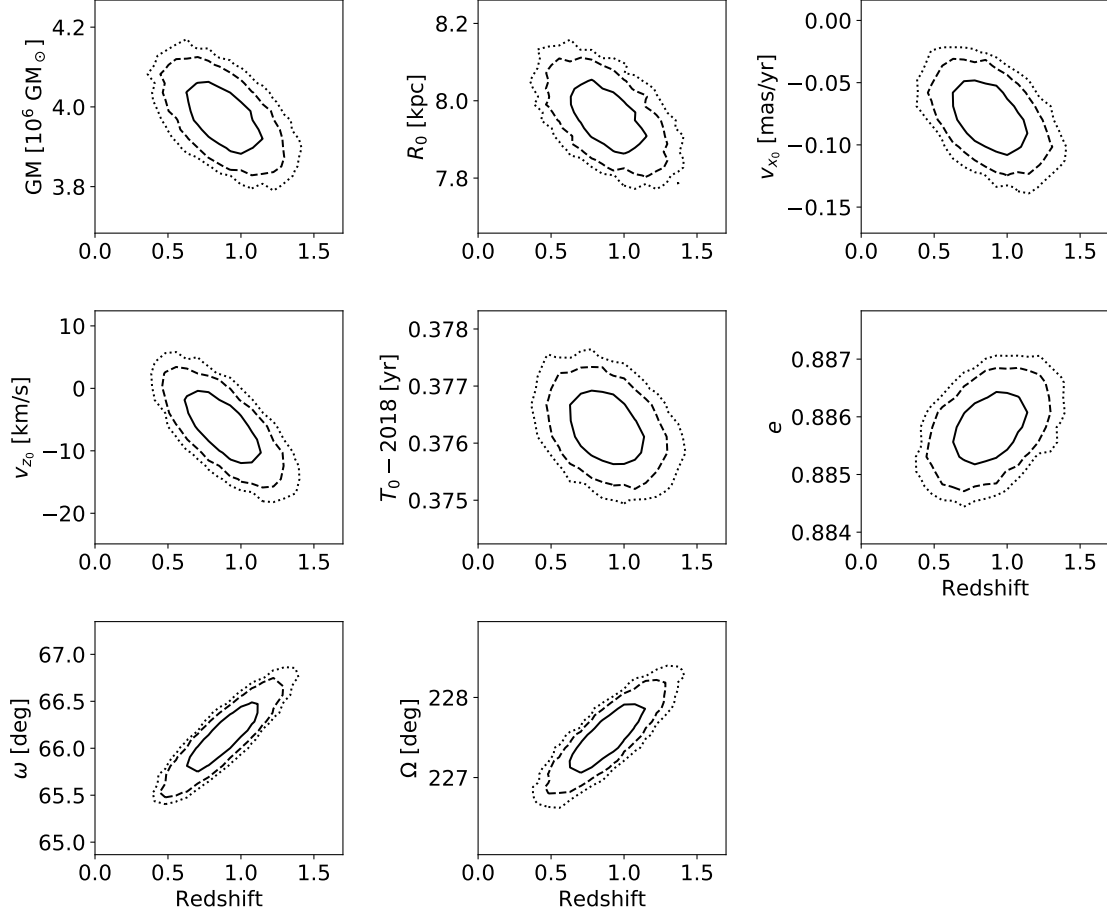 4.2
4.0
3.8
GM [10⁶ GM⊙]
0.0 0.5 1.0 1.5
8.2
8.0
7.8
R₀ [kpc]
0.0 0.5 1.0 1.5
0.00
−0.05
−0.10
−0.15
vₓ₀ [mas/yr]
0.0 0.5 1.0 1.5
10
0
−10
−20
v_z₀ [km/s]
0.0 0.5 1.0 1.5
0.378
0.377
0.376
0.375
T₀ − 2018 [yr]
0.0 0.5 1.0 1.5
0.887
0.886
0.885
0.884
e
0.0 0.5 1.0 1.5
Redshift
67.0
66.5
66.0
65.5
65.0
ω [deg]
0.0 0.5 1.0 1.5
Redshift
228
227
Ω [deg]
0.0 0.5 1.0 1.5
Redshift